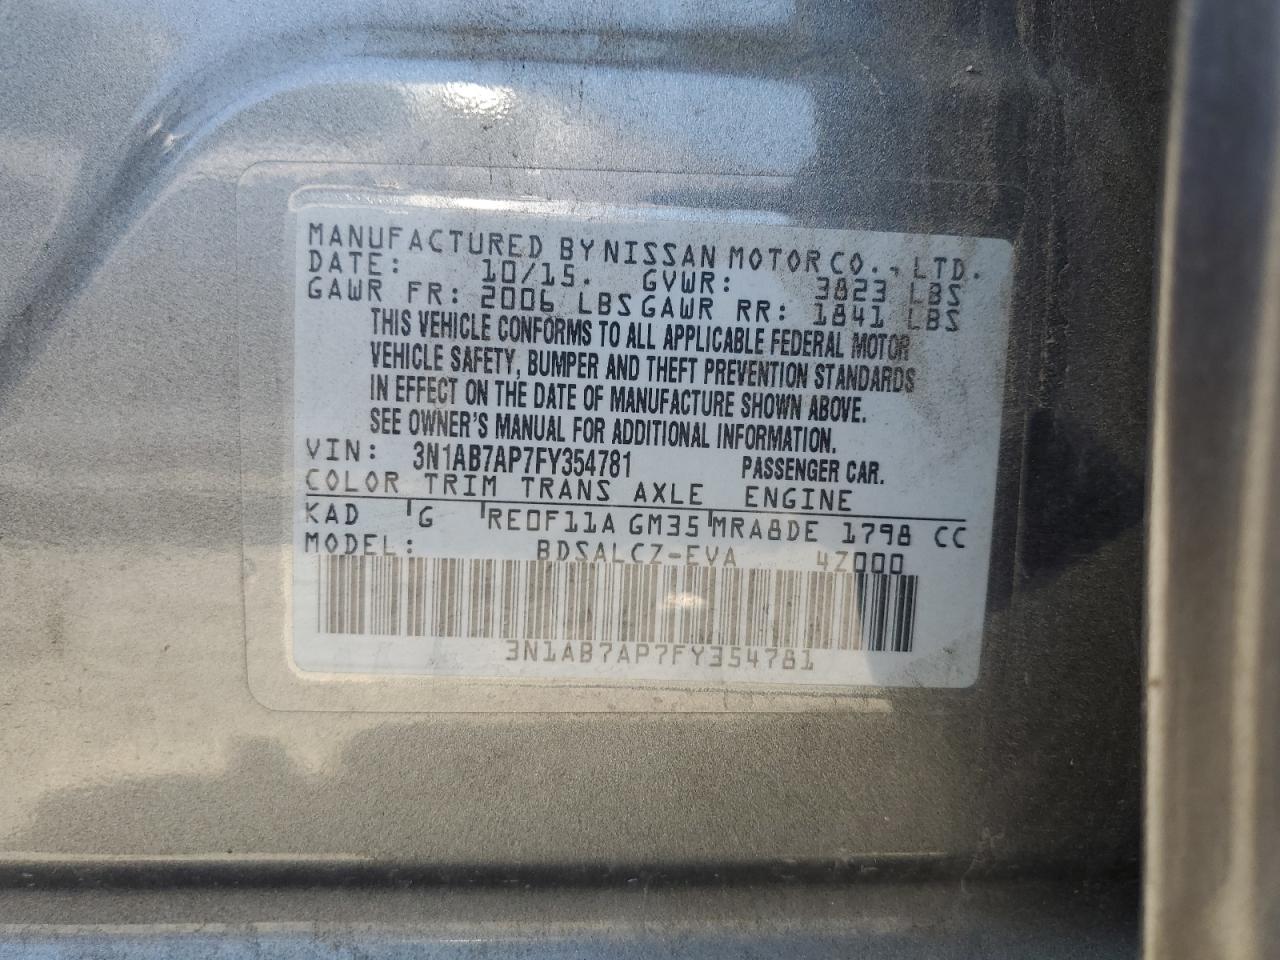 MANUFACTURED BY NISSAN MOTOR CO., LTD.
DATE: 10/15. GVWR: 3823 LBS
GAWR FR: 2006 LBS GAWR RR: 1841 LBS
THIS VEHICLE CONFORMS TO ALL APPLICABLE FEDERAL MOTOR
VEHICLE SAFETY, BUMPER AND THEFT PREVENTION STANDARDS
IN EFFECT ON THE DATE OF MANUFACTURE SHOWN ABOVE.
SEE OWNER'S MANUAL FOR ADDITIONAL INFORMATION.
VIN: 3N1AB7AP7FY354781 PASSENGER CAR.
COLOR TRIM TRANS AXLE ENGINE
KAD G RE0F11A GM35 MRA8DE 1798 CC
MODEL: BDSALCZ-EVA 4Z000
3N1AB7AP7FY354781